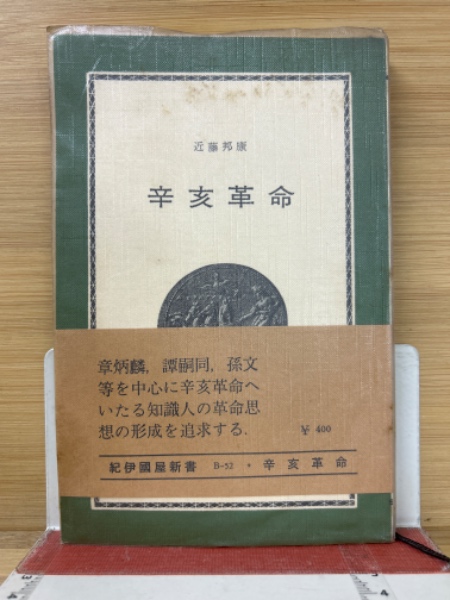 近藤邦康
辛亥革命
章炳麟，譚嗣同，孫文
等を中心に辛亥革命へ
いたる知識人の革命思
想の形成を追求する．
￥400
紀伊國屋新書 B-52 • 辛亥革命